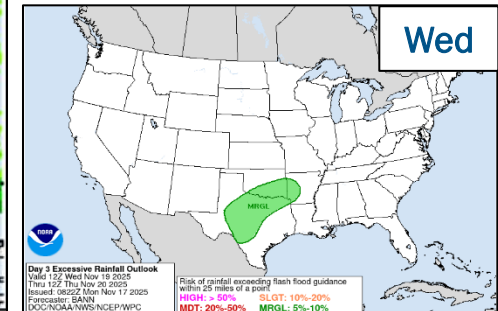 Wed
MRGL
NOAA
Day 3 Excessive Rainfall Outlook
Valid 12Z Wed Nov 19 2025
Thru 12Z Thu Nov 20 2025
Issued: 0822Z Mon Nov 17 2025
Forecaster: BANN
DOC/NOAA/NWS/NCEP/WPC
Risk of rainfall exceeding flash flood guidance
within 25 miles of a point
HIGH: > 50% SLGT: 10%-20%
MDT: 20%-50% MRGL: 5%-10%